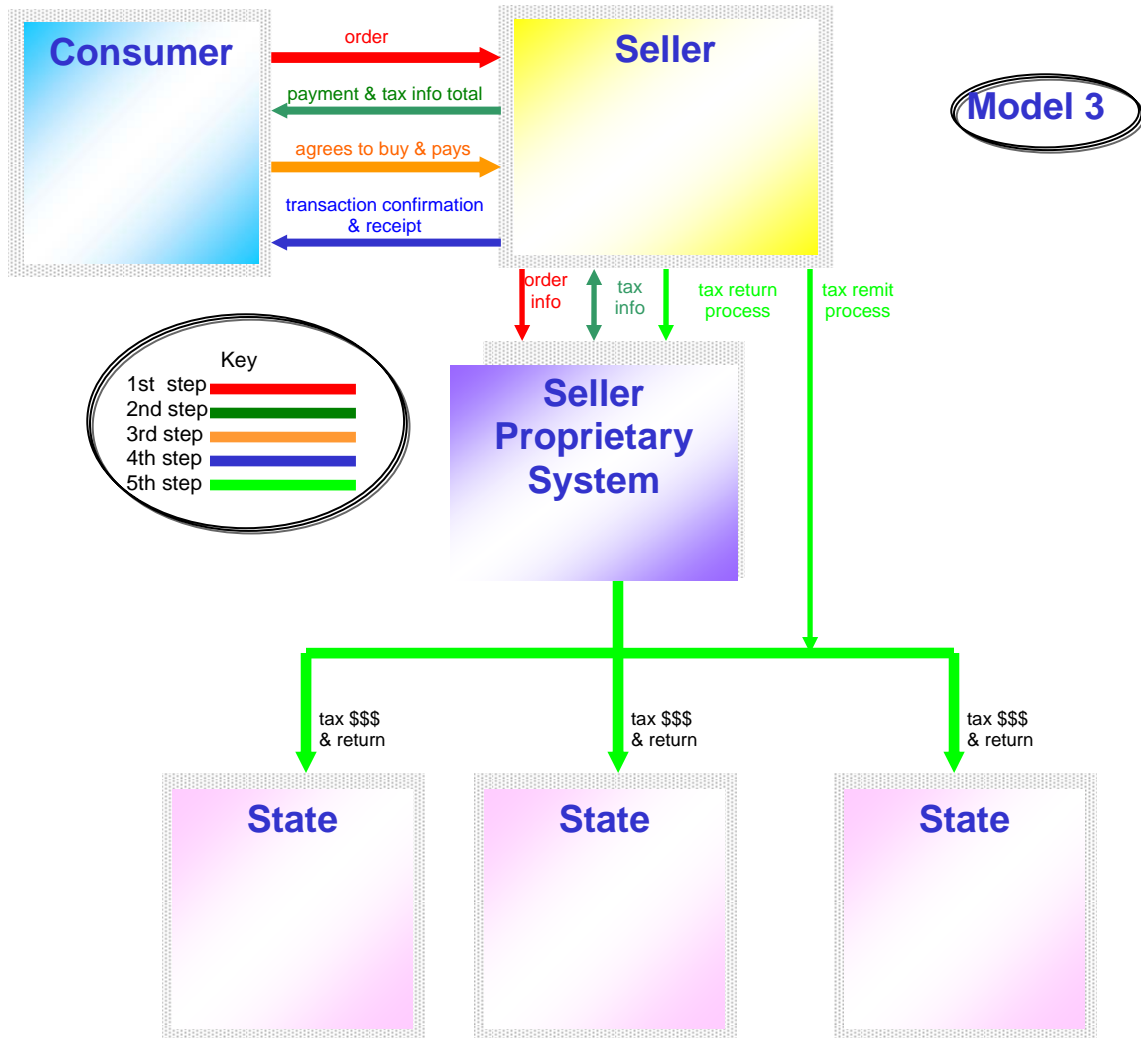 Consumer
order
Seller
payment & tax info total
Model 3
agrees to buy & pays
transaction confirmation
& receipt
order
info
tax
info
tax return
process
tax remit
process
Key
1st  step
2nd step
3rd step
4th step
5th step
Seller
Proprietary
System
tax $$$
& return
tax $$$
& return
tax $$$
& return
State
State
State